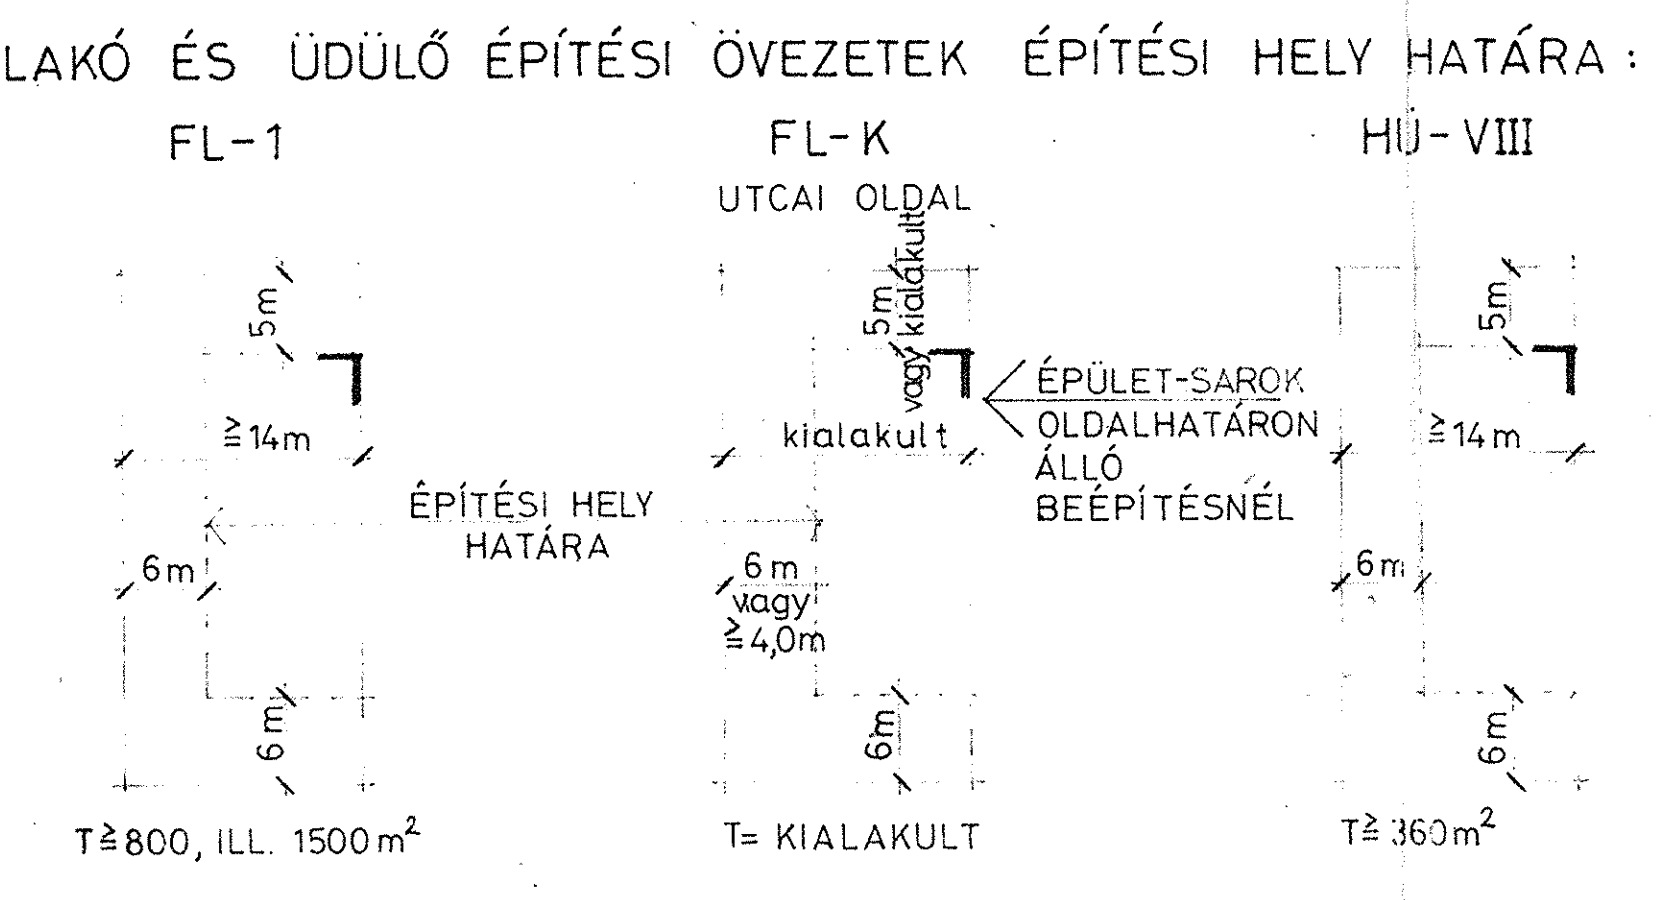 LAKÓ ÉS ÜDÜLŐ ÉPÍTÉSI ÖVEZETEK ÉPÍTÉSI HELY HATÁRA :
FL-1
FL-K
HÜ-VIII
UTCAI OLDAL
5m
5m
vagy kialakult
5m
≧14m
kialakult
ÉPÜLET-SAROK
OLDALHATÁRON
ÁLLÓ
BEÉPÍTÉSNÉL
≧14m
ÉPÍTÉSI HELY
HATÁRA
6m
6m
vagy
≧4,0m
6m
6m
6m
6m
T≧800, ILL. 1500m²
T= KIALAKULT
T≧360m²